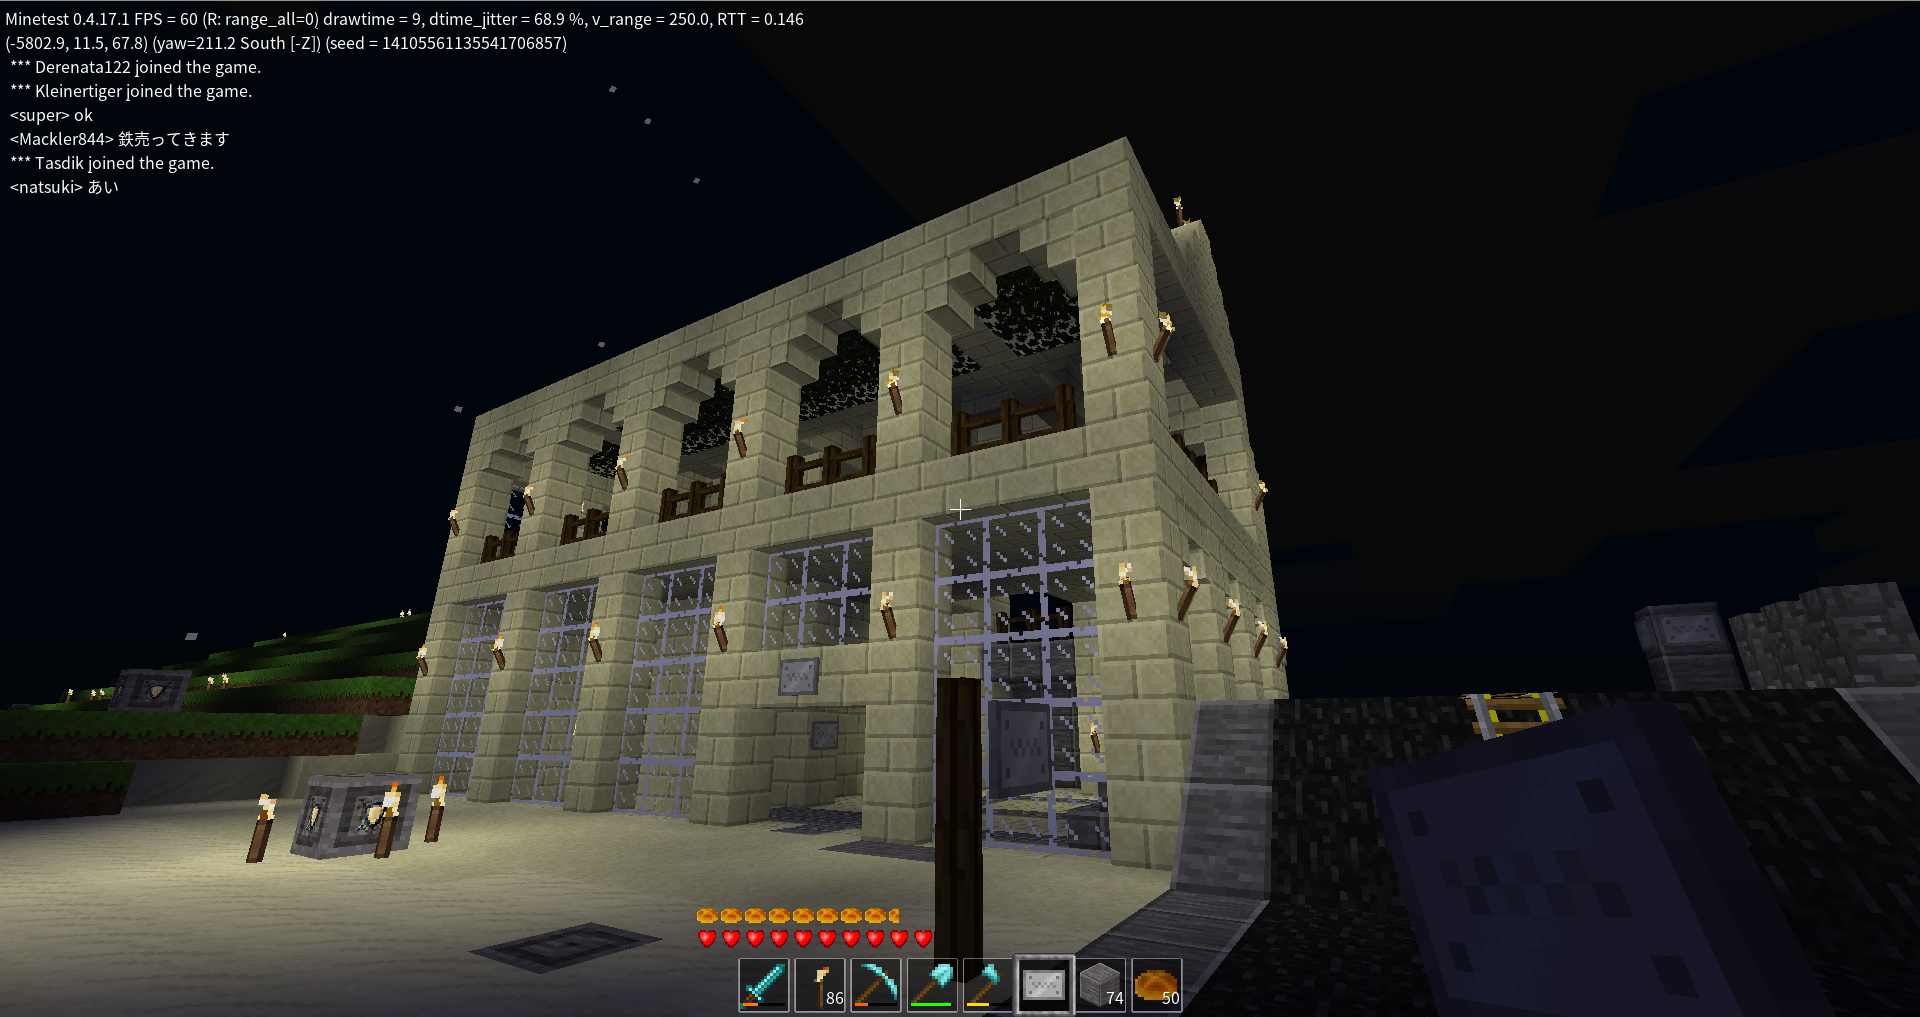 Minetest 0.4.17.1 FPS = 60 (R: range_all=0) drawtime = 9, dtime_jitter = 68.9 %, v_range = 250.0, RTT = 0.146
(-5802.9, 11.5, 67.8) (yaw=211.2 South [-Z]) (seed = 14105561135541706857)
*** Derenata122 joined the game.
*** Kleinertiger joined the game.
<super> ok
<Mackler844> 鉄売ってきます
*** Tasdik joined the game.
<natsuki> あい
86
74
50